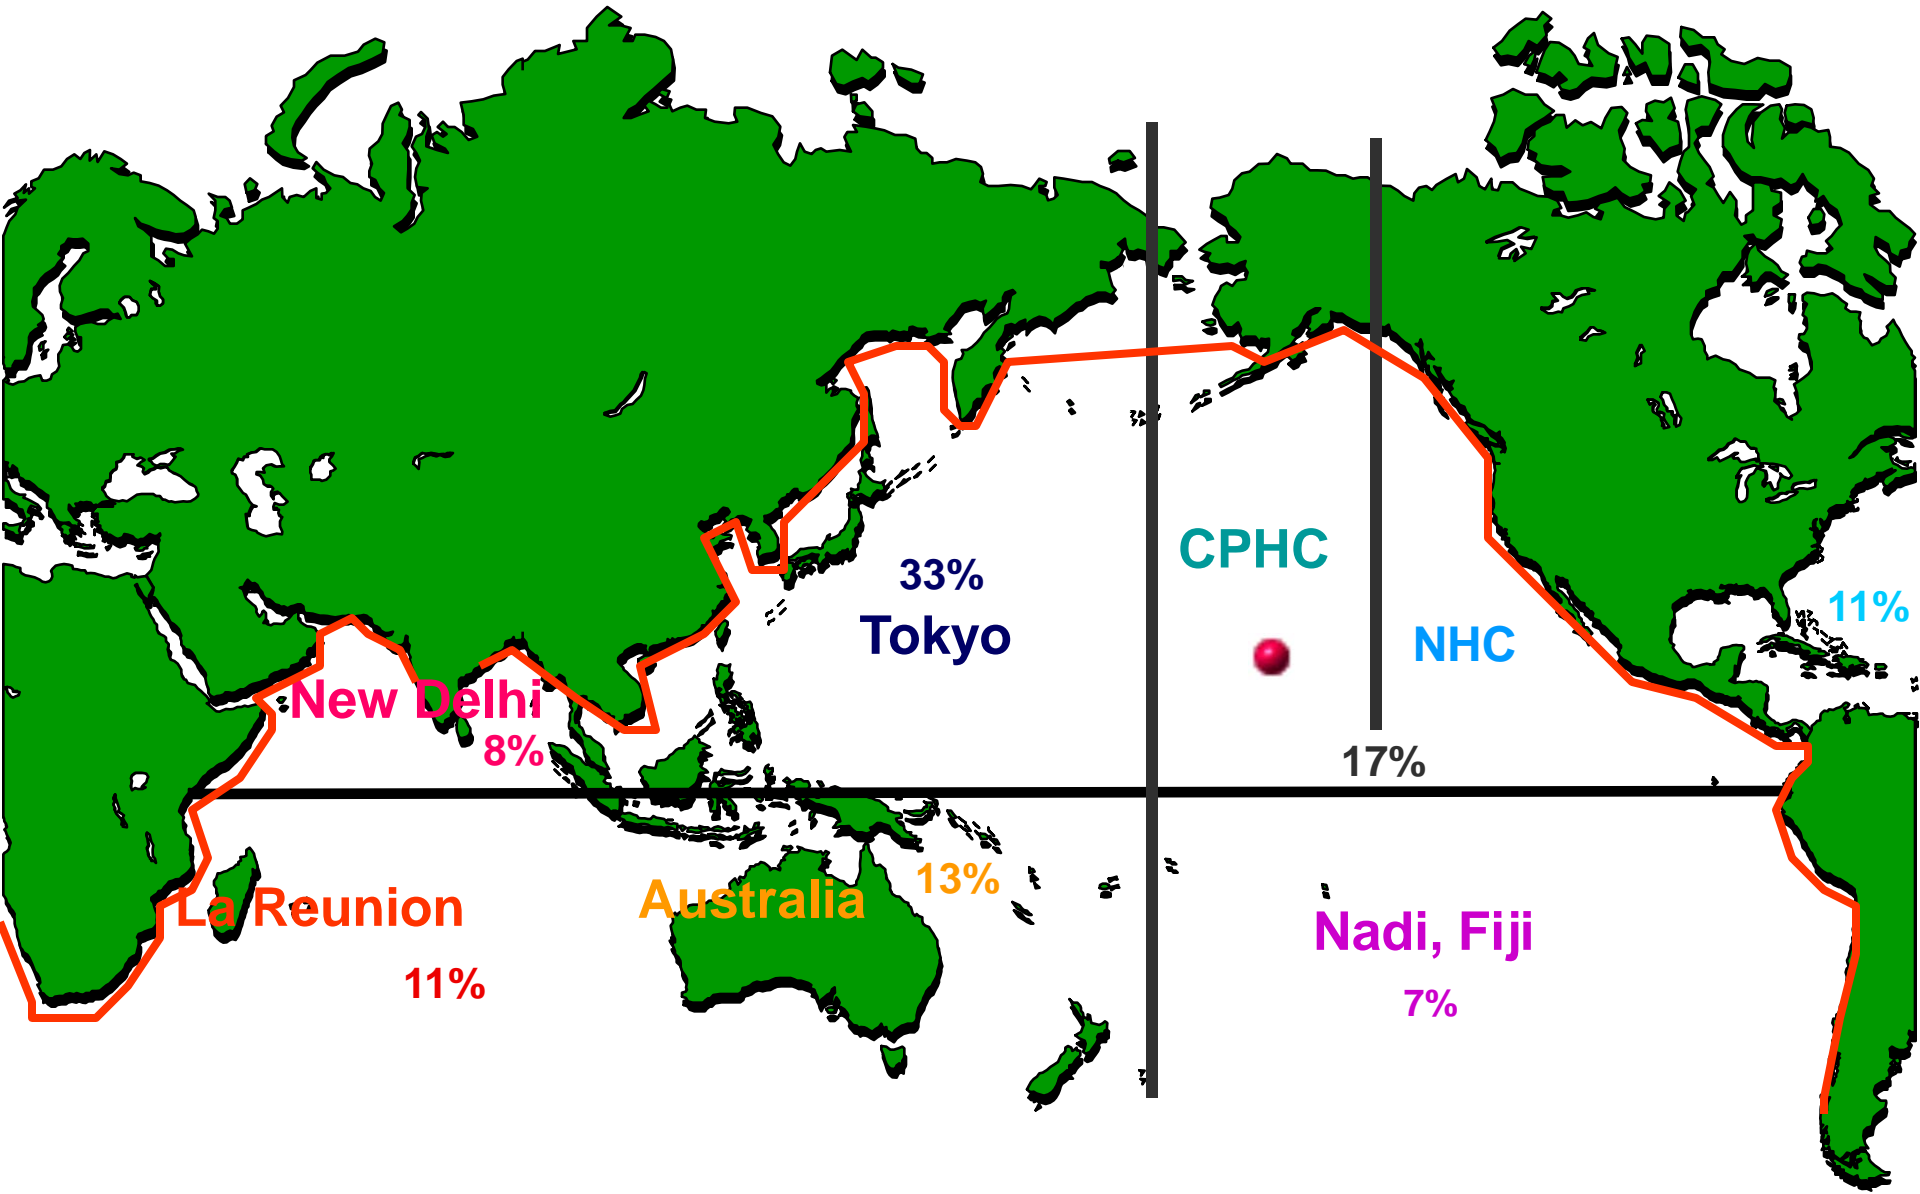 CPHC
33%
Tokyo
11%
NHC
New Delhi
8%
17%
13%
Australia
La Reunion
Nadi, Fiji
11%
7%